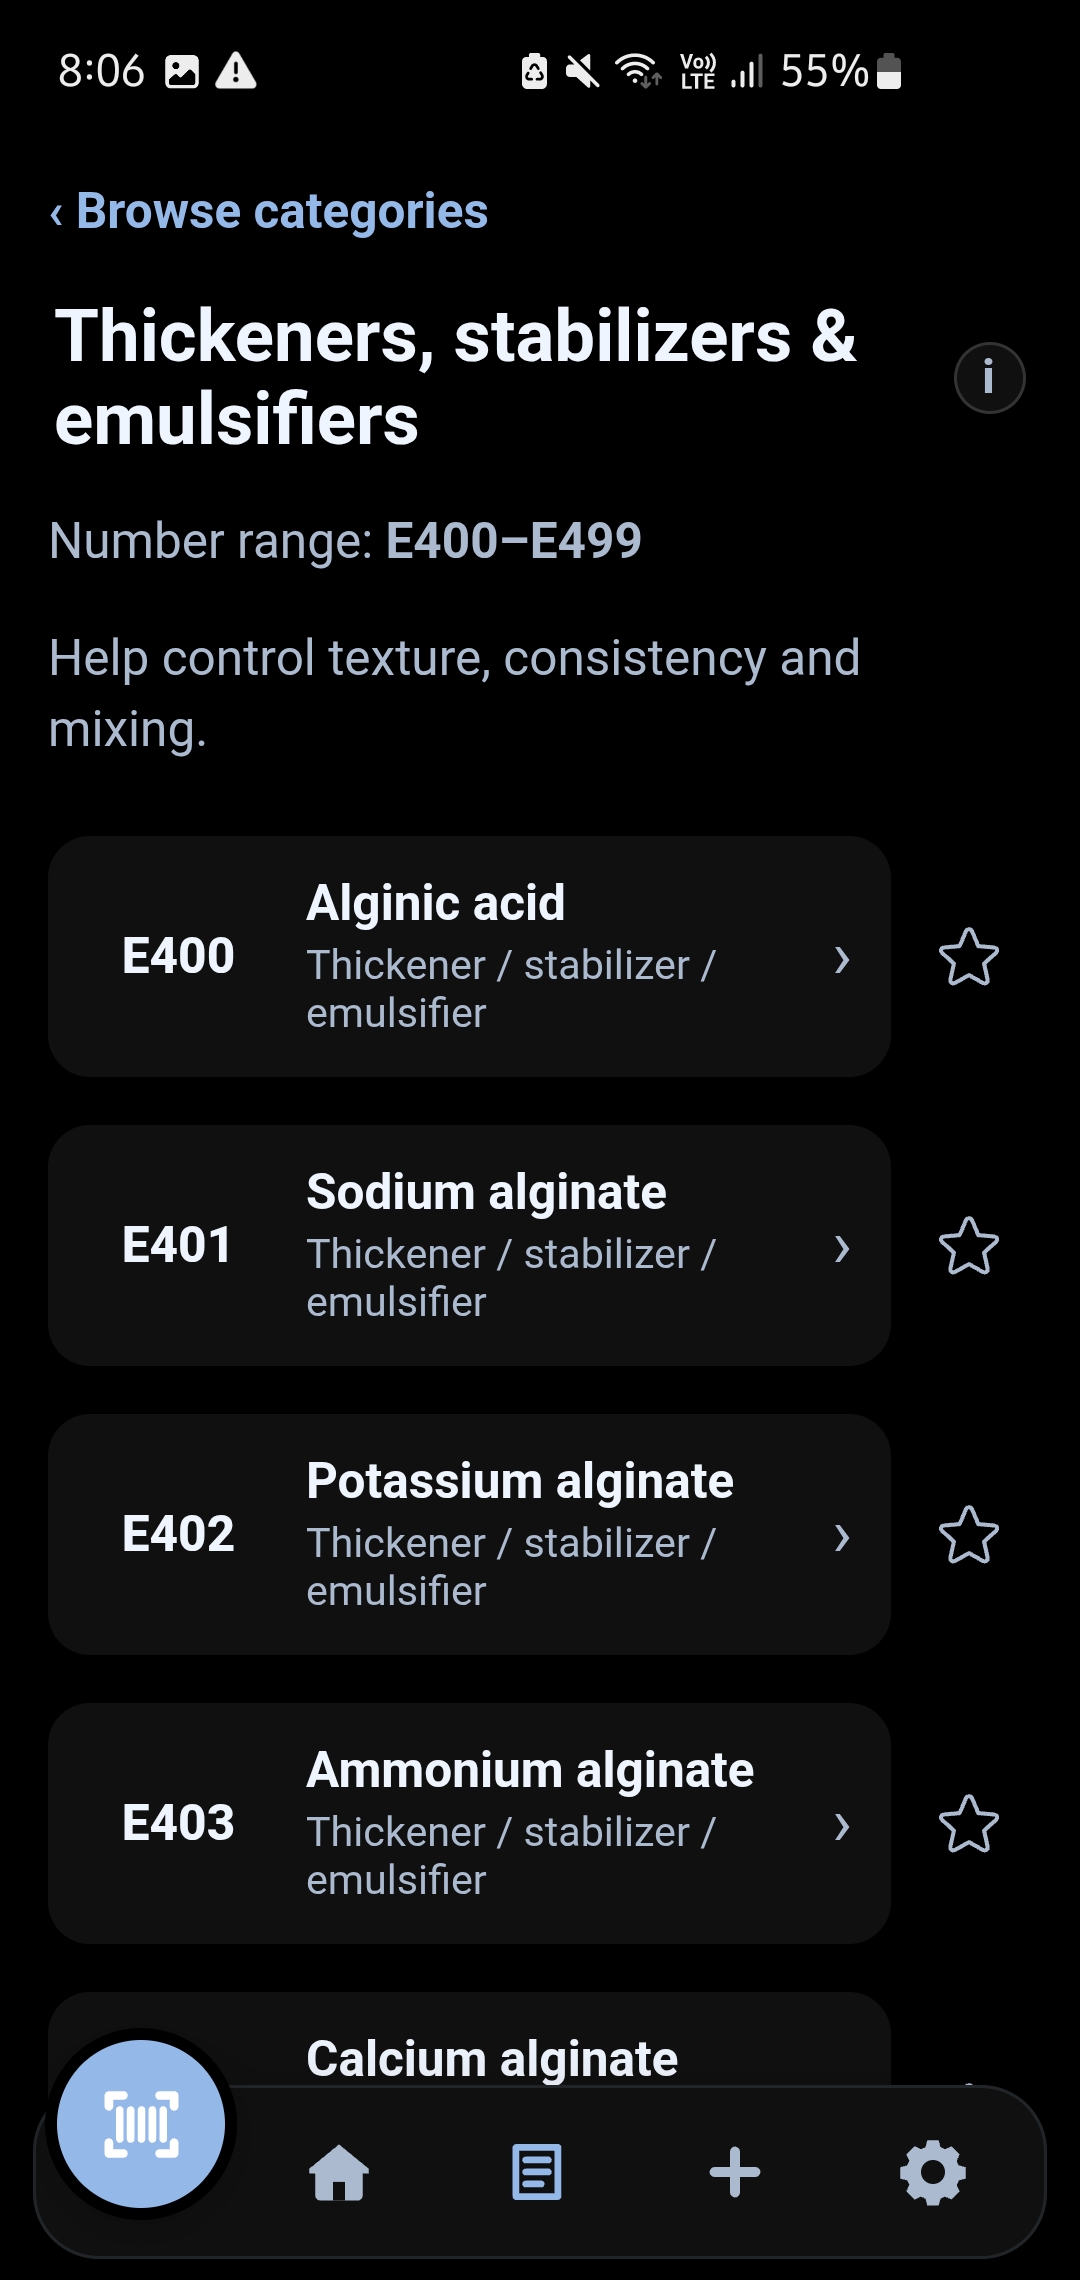 8:06
Vo)) LTE 55%
‹ Browse categories
Thickeners, stabilizers &
emulsifiers
i
Number range: E400–E499
Help control texture, consistency and
mixing.
E400
Alginic acid
Thickener / stabilizer /
emulsifier
›
E401
Sodium alginate
Thickener / stabilizer /
emulsifier
›
E402
Potassium alginate
Thickener / stabilizer /
emulsifier
›
E403
Ammonium alginate
Thickener / stabilizer /
emulsifier
›
Calcium alginate